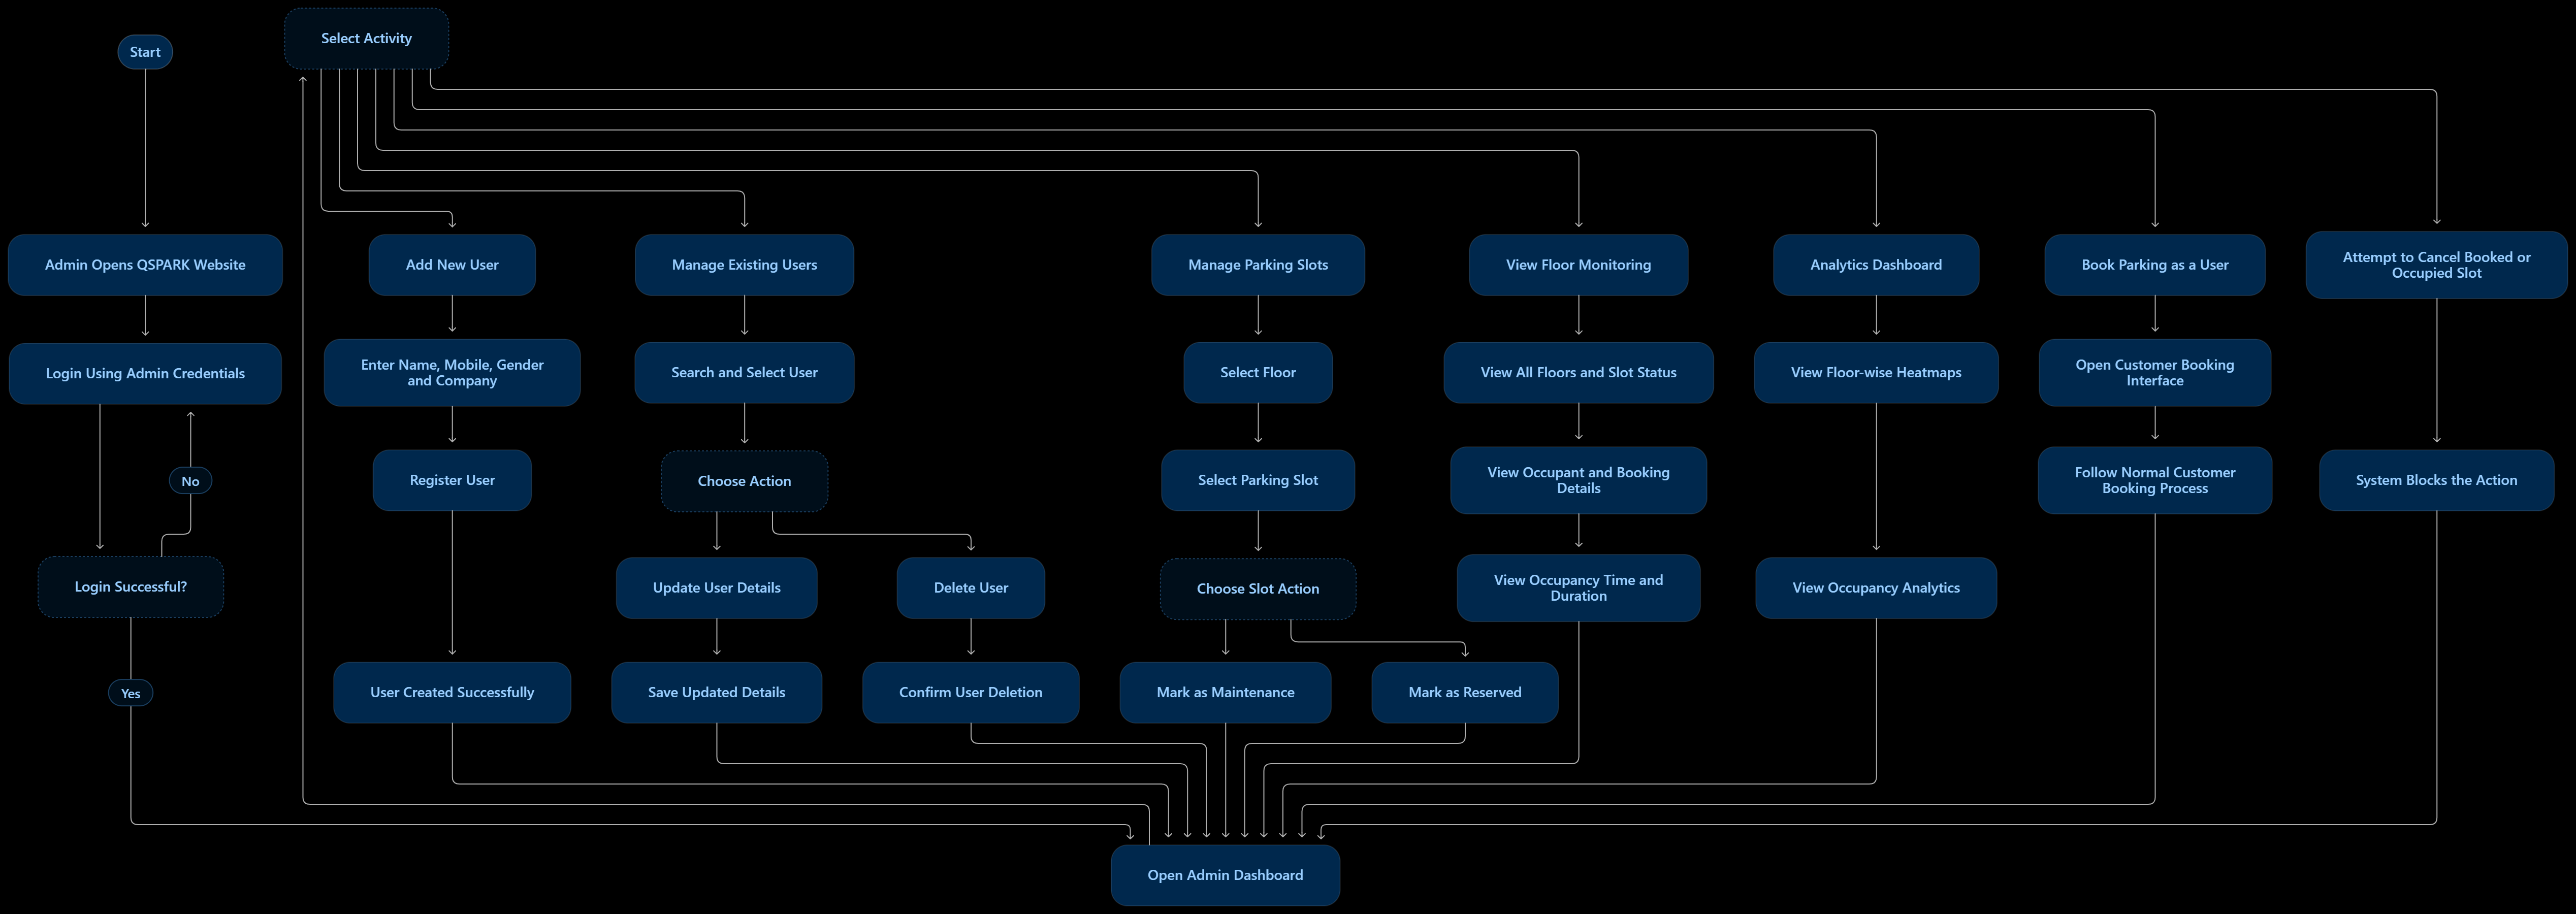 Select Activity
Start
Admin Opens QSPARK Website
Add New User
Manage Existing Users
Manage Parking Slots
View Floor Monitoring
Analytics Dashboard
Book Parking as a User
Attempt to Cancel Booked or
Occupied Slot
Login Using Admin Credentials
Enter Name, Mobile, Gender
and Company
Search and Select User
Select Floor
View All Floors and Slot Status
View Floor-wise Heatmaps
Open Customer Booking
Interface
No
Register User
Choose Action
Select Parking Slot
View Occupant and Booking
Details
Follow Normal Customer
Booking Process
System Blocks the Action
Login Successful?
Update User Details
Delete User
Choose Slot Action
View Occupancy Time and
Duration
View Occupancy Analytics
Yes
User Created Successfully
Save Updated Details
Confirm User Deletion
Mark as Maintenance
Mark as Reserved
Open Admin Dashboard